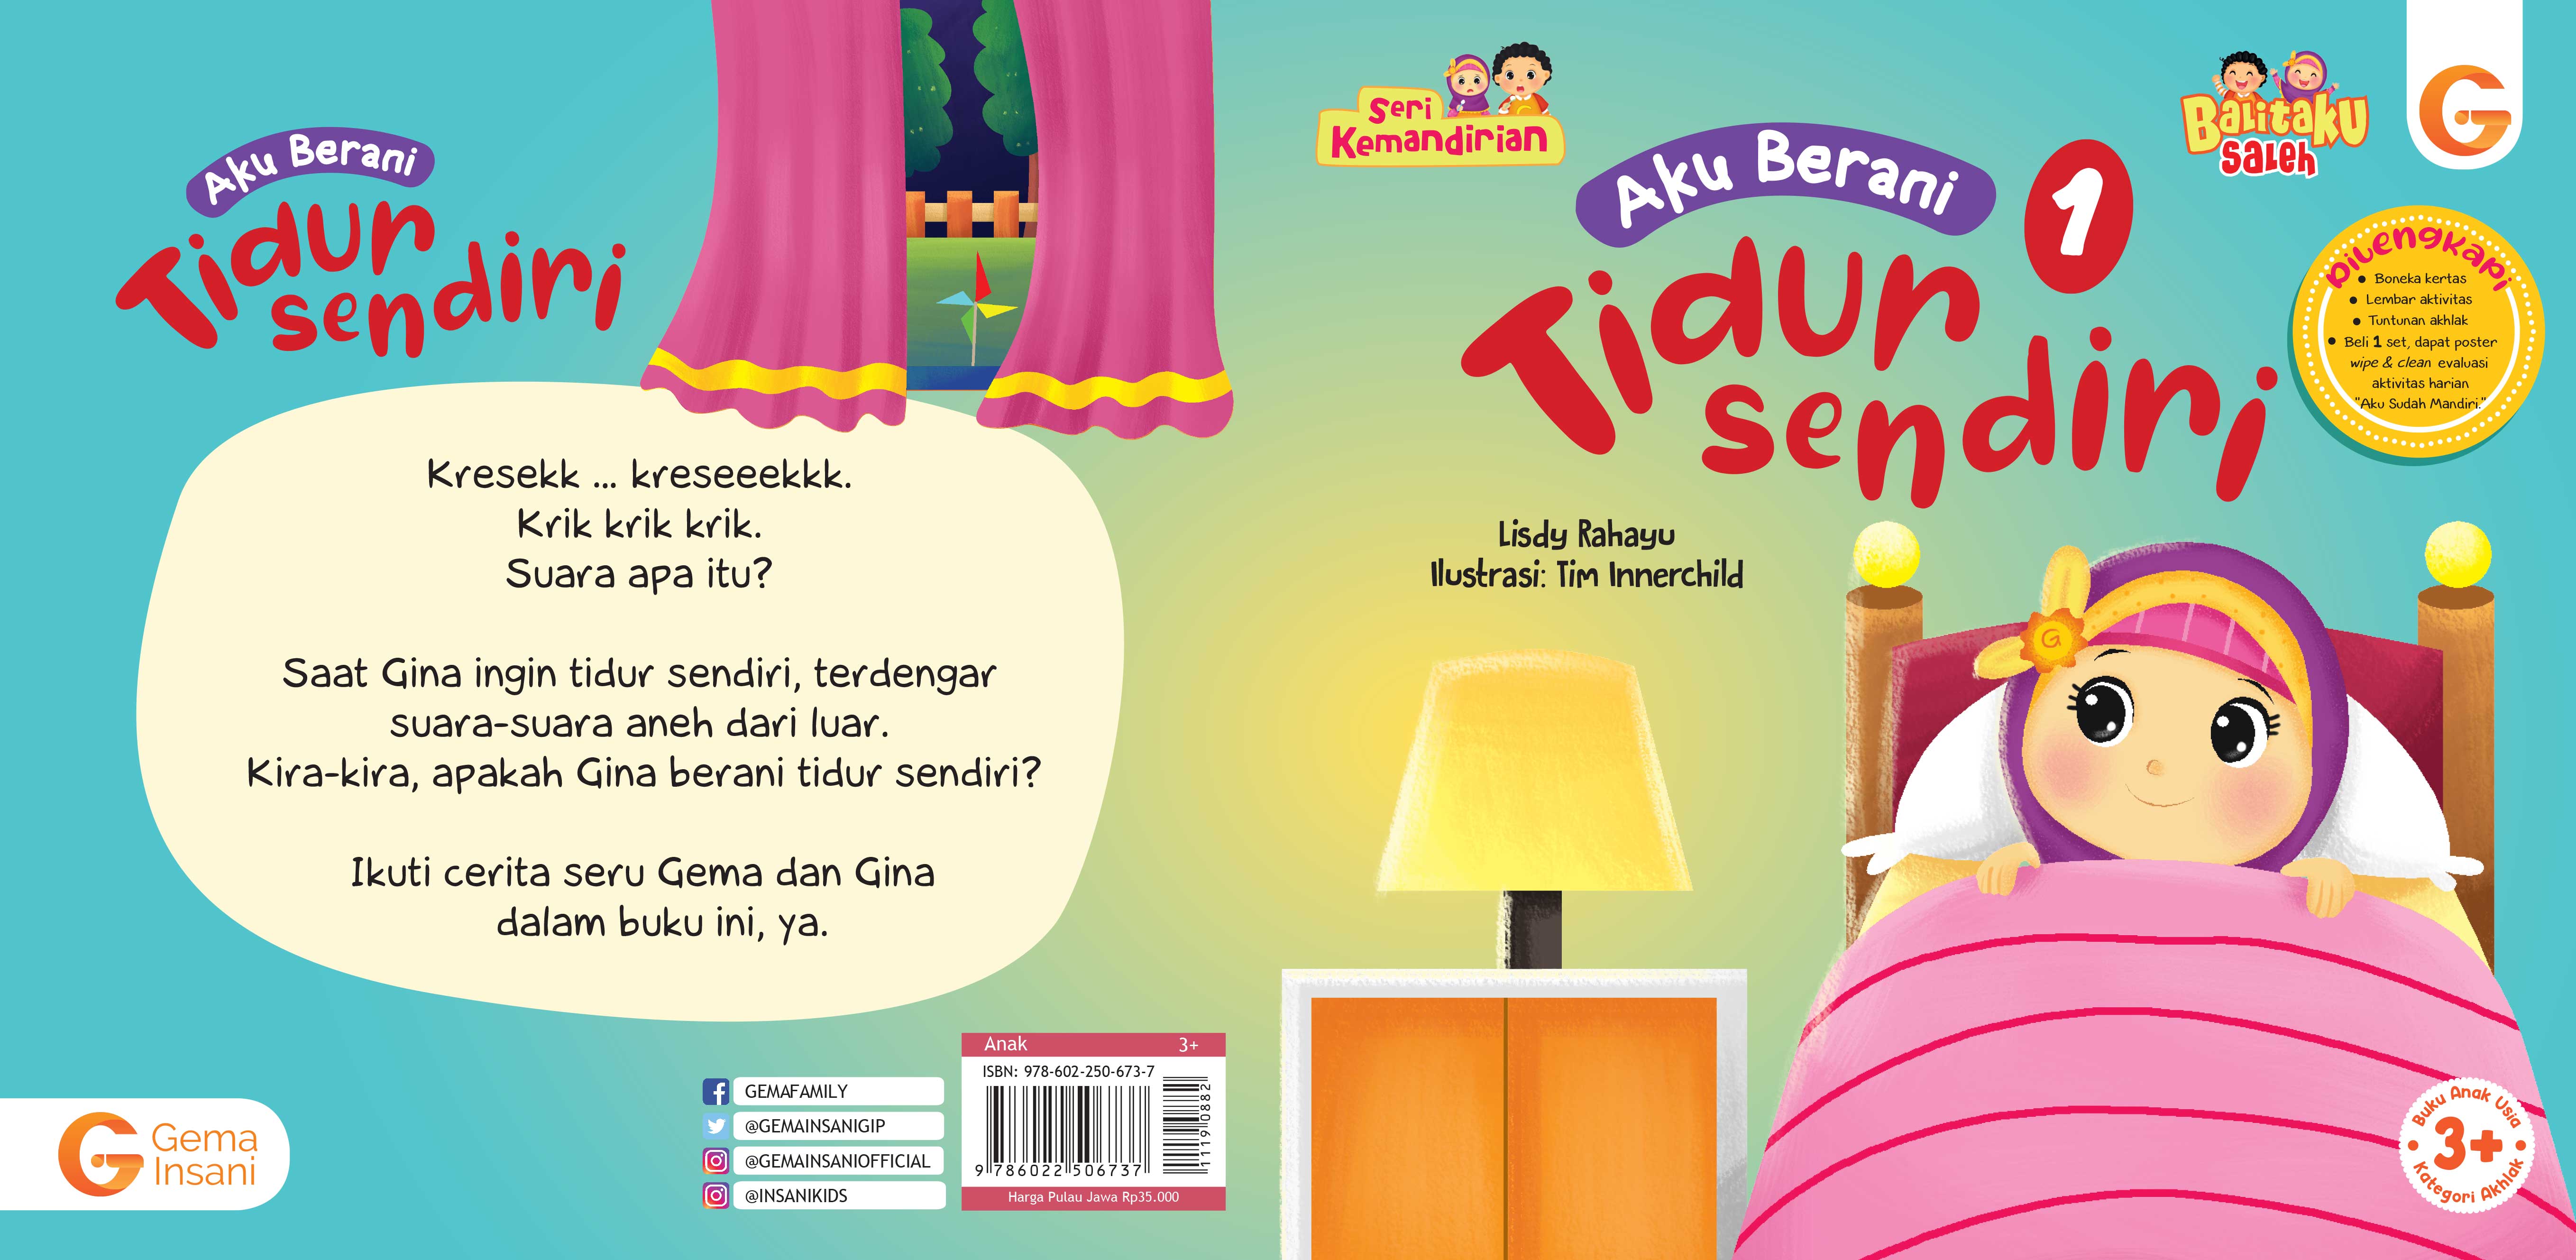 Aku Berani
Tidur
sendiri
Kresekk ... kreseeekkk.
Krik krik krik.
Suara apa itu?
Saat Gina ingin tidur sendiri, terdengar
suara-suara aneh dari luar.
Kira-kira, apakah Gina berani tidur sendiri?
Ikuti cerita seru Gema dan Gina
dalam buku ini, ya.
Gema
Insani
GEMAFAMILY
@GEMAINSANIGIP
@GEMAINSANIOFFICIAL
@INSANIKIDS
Anak 3+
ISBN: 978-602-250-673-7
9 786022 506737
11190882
Harga Pulau Jawa Rp35.000
Seri
Kemandirian
Balitaku
Saleh
G
Aku Berani
1
Tidur
sendiri
Dilengkapi
• Boneka kertas
• Lembar aktivitas
• Tuntunan akhlak
• Beli 1 set, dapat poster
wipe & clean evaluasi
aktivitas harian
"Aku Sudah Mandiri."
Lisdy Rahayu
Ilustrasi: Tim Innerchild
G
Buku Anak Usia
3+
Kategori Akhlak